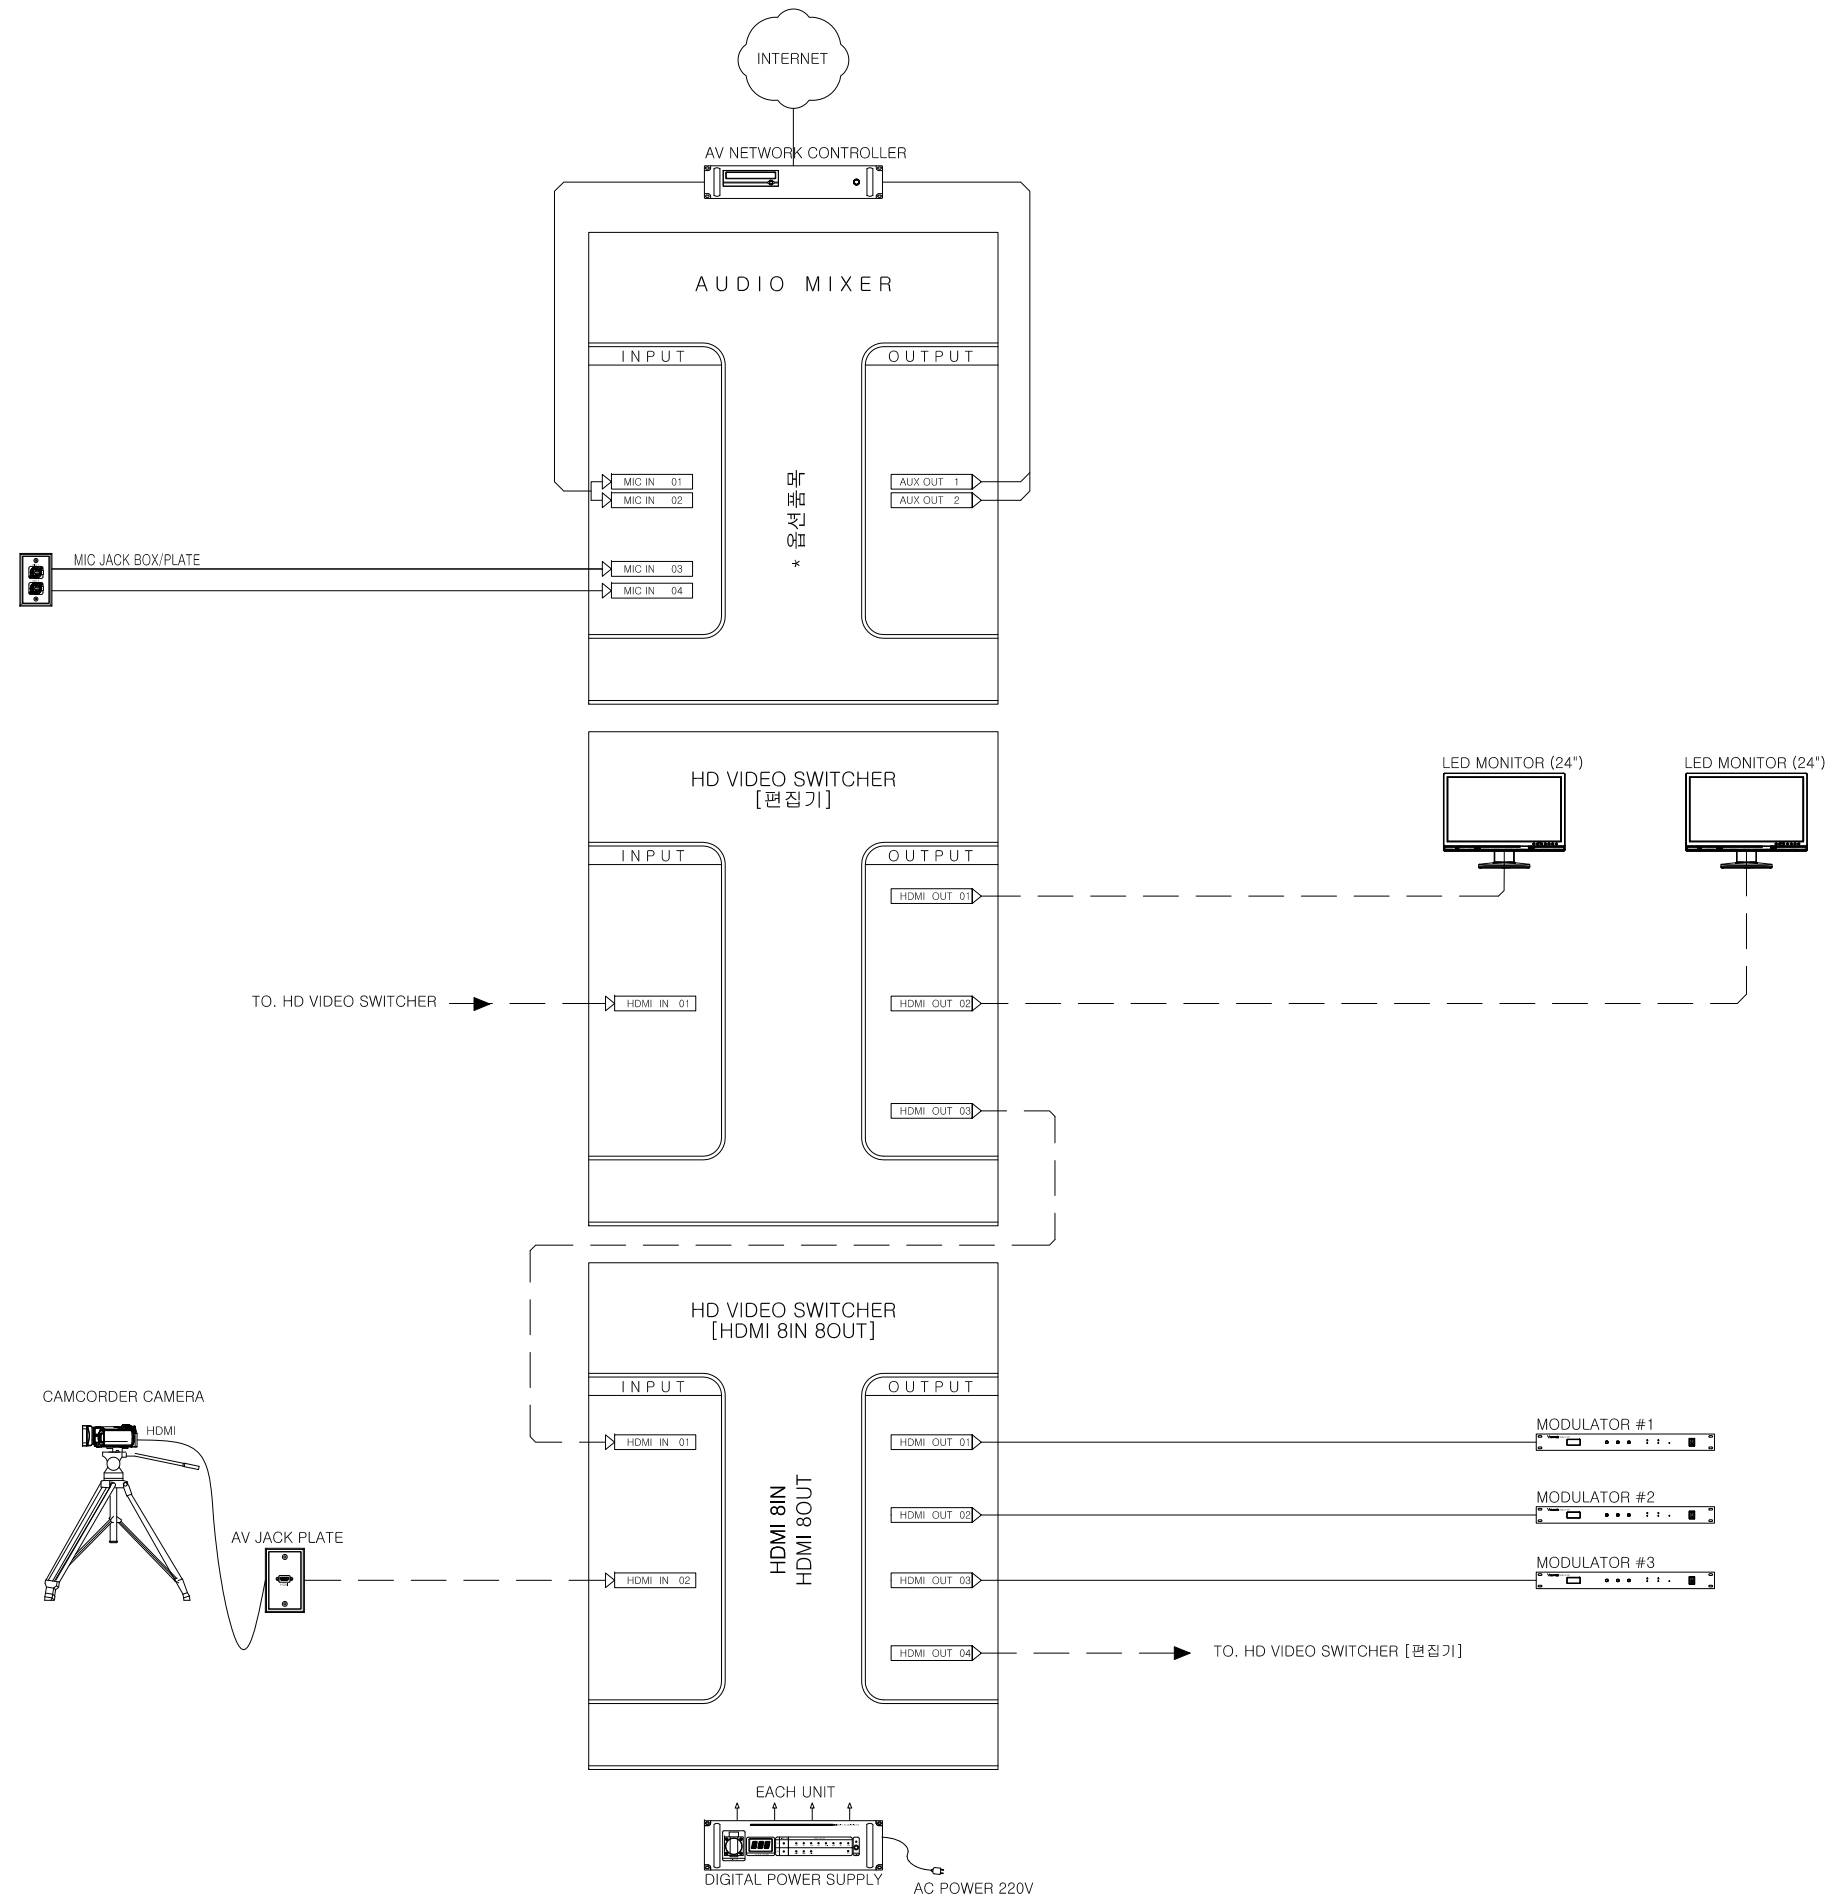 INTERNET
AV NETWORK CONTROLLER
AUDIO MIXER
INPUT
OUTPUT
MIC IN 01
MIC IN 02
AUX OUT 1
AUX OUT 2
* 옵션품목
MIC JACK BOX/PLATE
MIC IN 03
MIC IN 04
HD VIDEO SWITCHER
[편집기]
LED MONITOR (24")
LED MONITOR (24")
INPUT
OUTPUT
HDMI OUT 01
TO. HD VIDEO SWITCHER
HDMI IN 01
HDMI OUT 02
HDMI OUT 03
HD VIDEO SWITCHER
[HDMI 8IN 8OUT]
INPUT
OUTPUT
CAMCORDER CAMERA
HDMI
HDMI IN 01
HDMI OUT 01
MODULATOR #1
HDMI 8IN
HDMI 8OUT
HDMI OUT 02
MODULATOR #2
AV JACK PLATE
HDMI IN 02
HDMI OUT 03
MODULATOR #3
HDMI OUT 04
TO. HD VIDEO SWITCHER [편집기]
EACH UNIT
DIGITAL POWER SUPPLY
AC POWER 220V